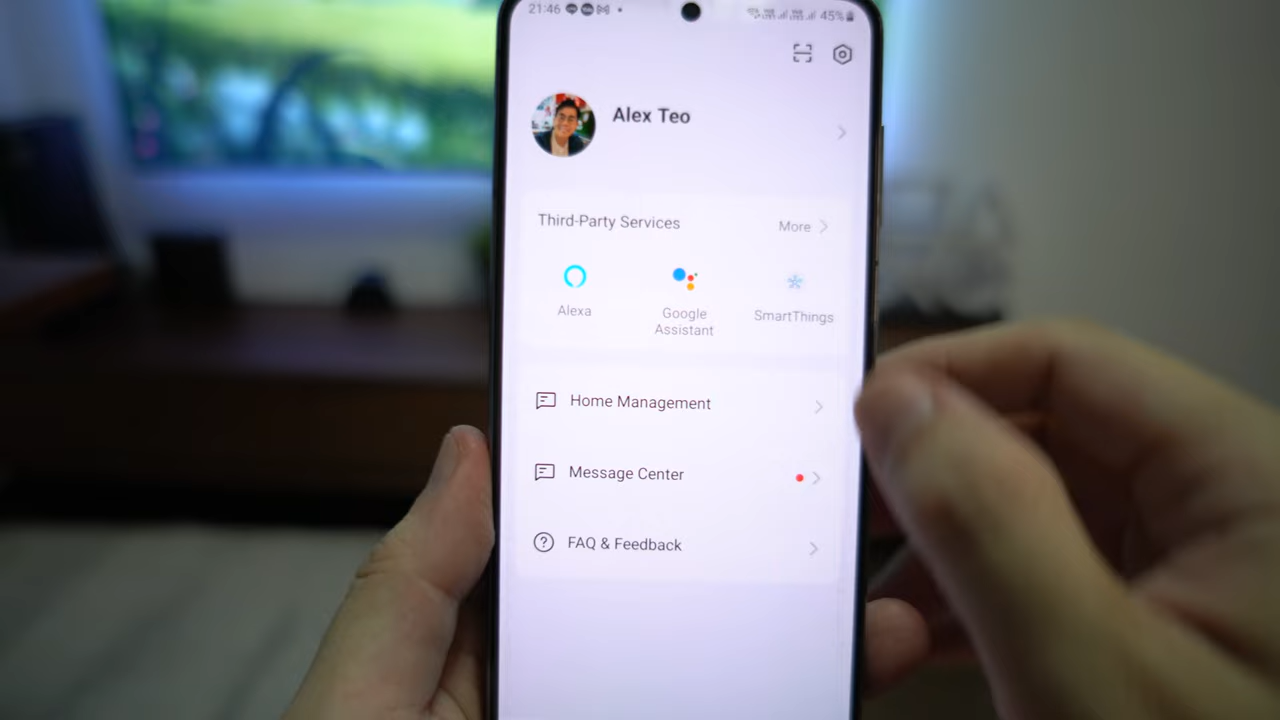 21:46
45%
Alex Teo
Third-Party Services
More
Alexa
Google
Assistant
SmartThings
Home Management
Message Center
FAQ & Feedback